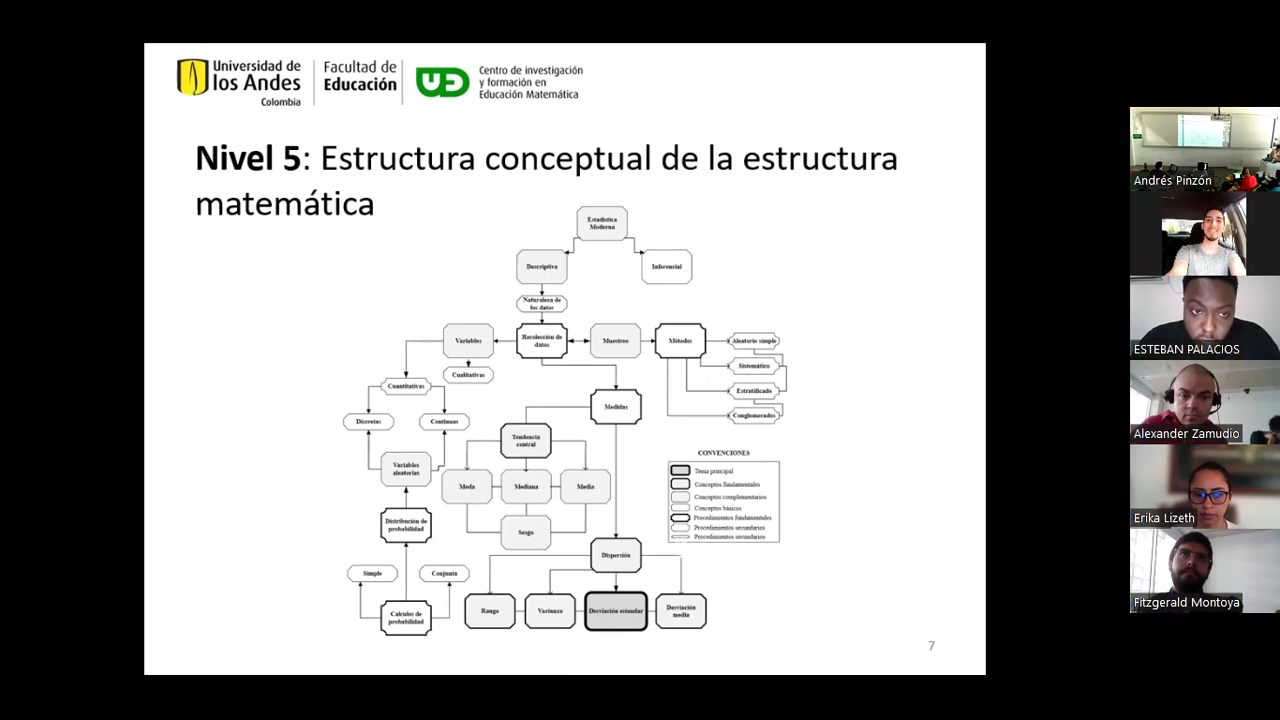 Universidad de
los Andes
Colombia
Facultad de
Educación
UD
Centro de investigación
y formación en
Educación Matemática
Nivel 5: Estructura conceptual de la estructura
matemática
Estadística
Moderna
Descriptiva
Inferencial
Naturaleza de
los datos
Variables
Recolección de
datos
Muestreo
Métodos
Aleatorio simple
Sistemático
Estratificado
Conglomerados
Cualitativas
Cuantitativas
Discretas
Continuas
Medidas
Tendencia
central
Variables
aleatorias
Moda
Mediana
Media
Sesgo
Distribución de
probabilidad
Dispersión
Simple
Conjunta
Calculos de
probabilidad
Rango
Varianza
Desviación estandar
Desviación
media
CONVENCIONES
Tema principal
Conceptos fundamentales
Conceptos complementarios
Conceptos básicos
Procedimientos fundamentales
Procedimientos secundarios
Procedimientos secundarios
7
Andrés Pinzón
ESTEBAN PALACIOS
Alexander Zamudio
Erika Lizeth
Fitzgerald Montoya